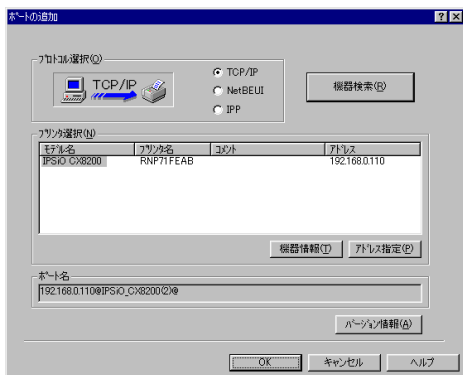 ポートの追加
プロトコル選択(O)
TCP/IP
TCP/IP
NetBEUI
IPP
機器検索(R)
プリンタ選択(N)
モデル名 プリンタ名 コメント アドレス
IPSiO CX8200 RNP71FEAB 192.168.0.110
機器情報(T) アドレス指定(P)
ポート名
192.168.0.110@IPSiO_CX8200(2)@
バージョン情報(A)
OK キャンセル ヘルプ